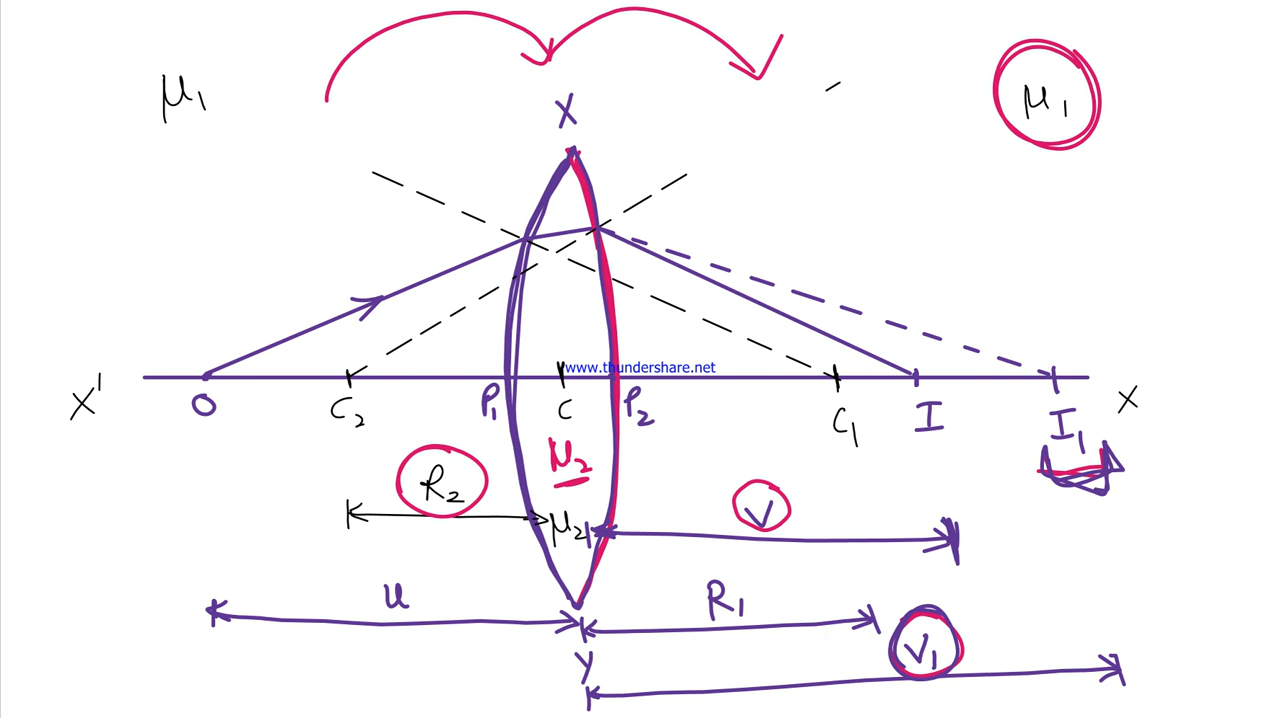 μ₁
μ₁
X
www.thundershare.net
X' O C₂ P₁ C P₂ C₁ I I₁ X
μ₂
R₂
μ₂
V
u
R₁
V₁
Y